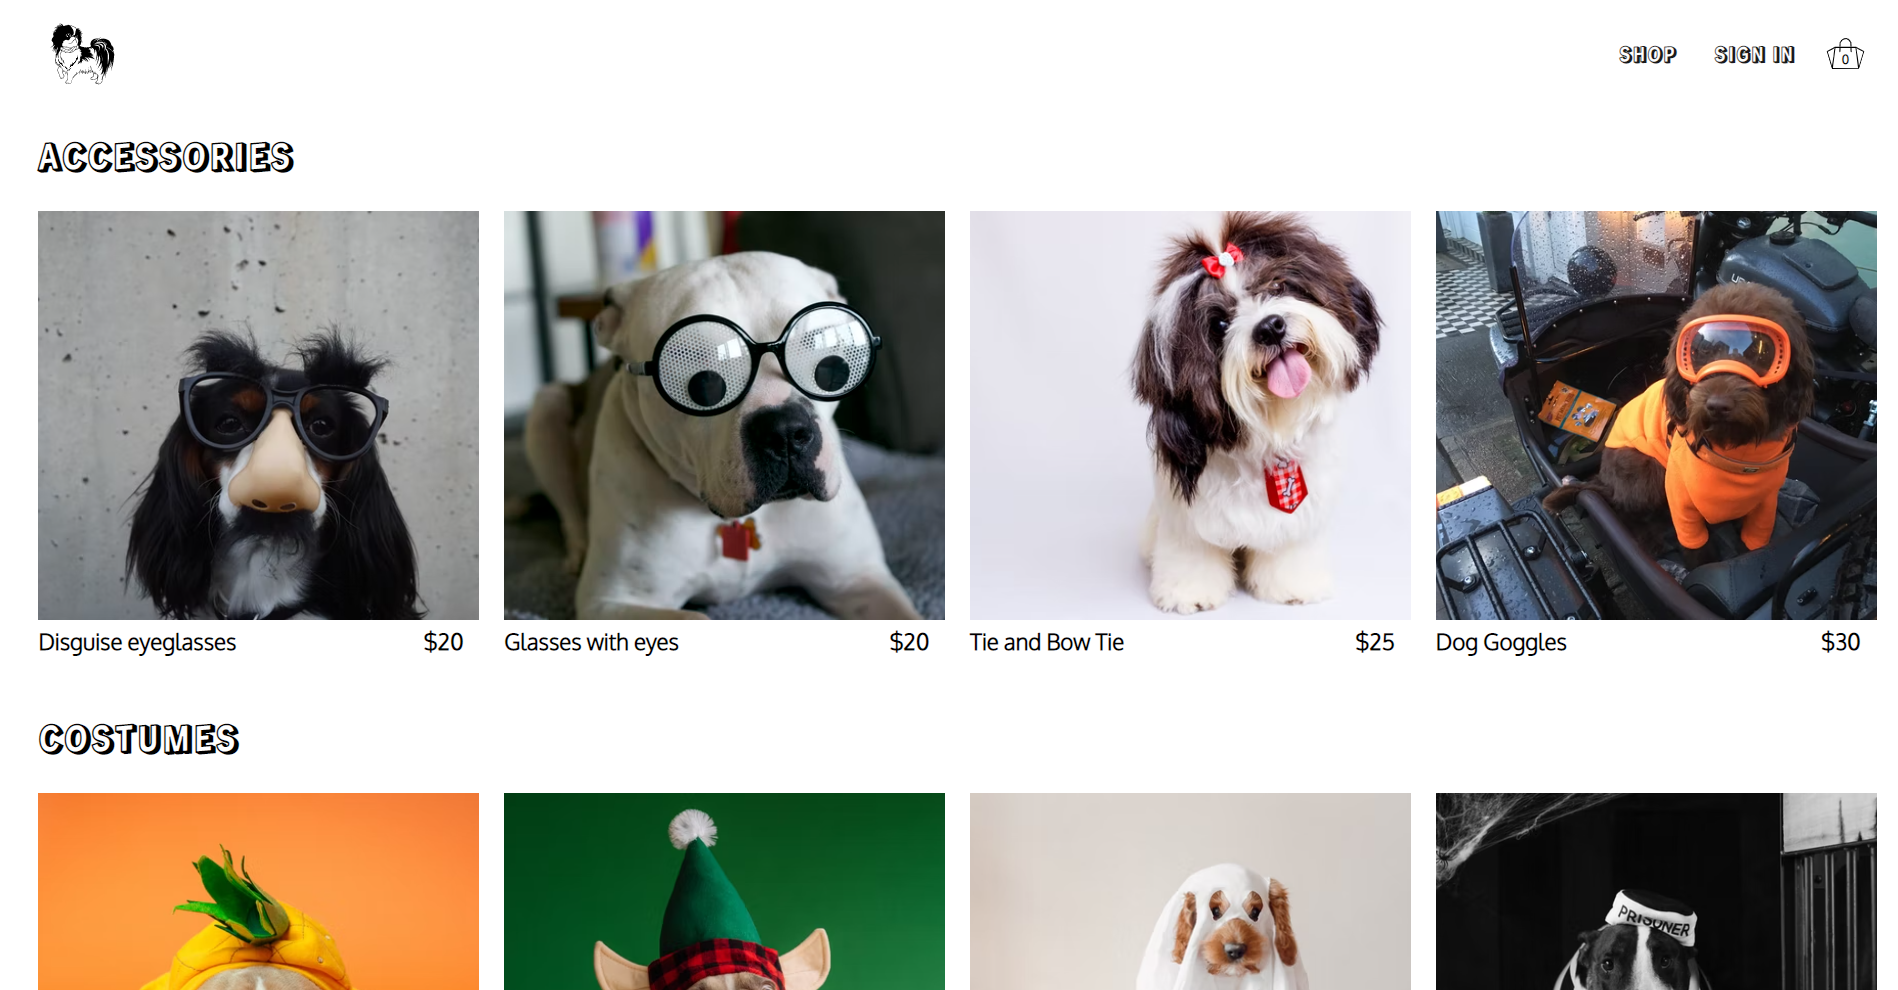 SHOP
SIGN IN
0
ACCESSORIES
Disguise eyeglasses
$20
Glasses with eyes
$20
Tie and Bow Tie
$25
Dog Goggles
$30
COSTUMES
PRISONER